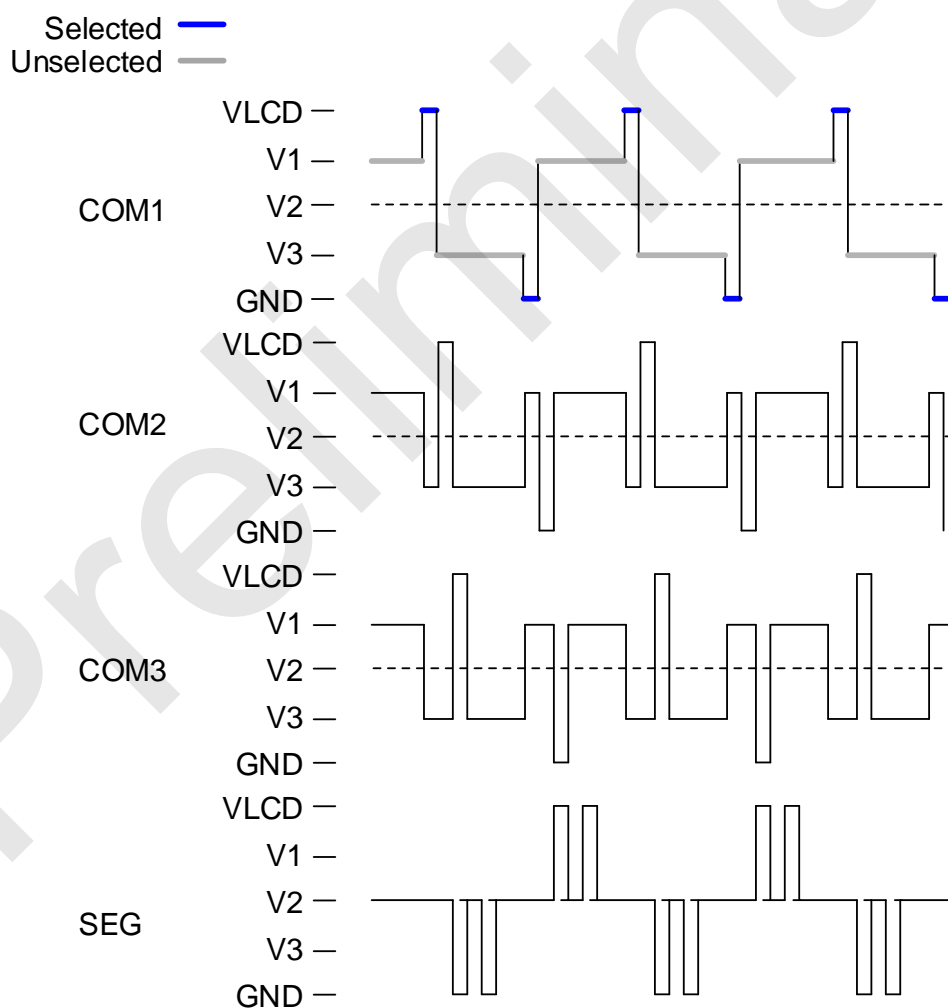 Selected
Unselected
VLCD
V1
COM1
V2
V3
GND
VLCD
V1
COM2
V2
V3
GND
VLCD
V1
COM3
V2
V3
GND
VLCD
V1
V2
SEG
V3
GND
Prelimina